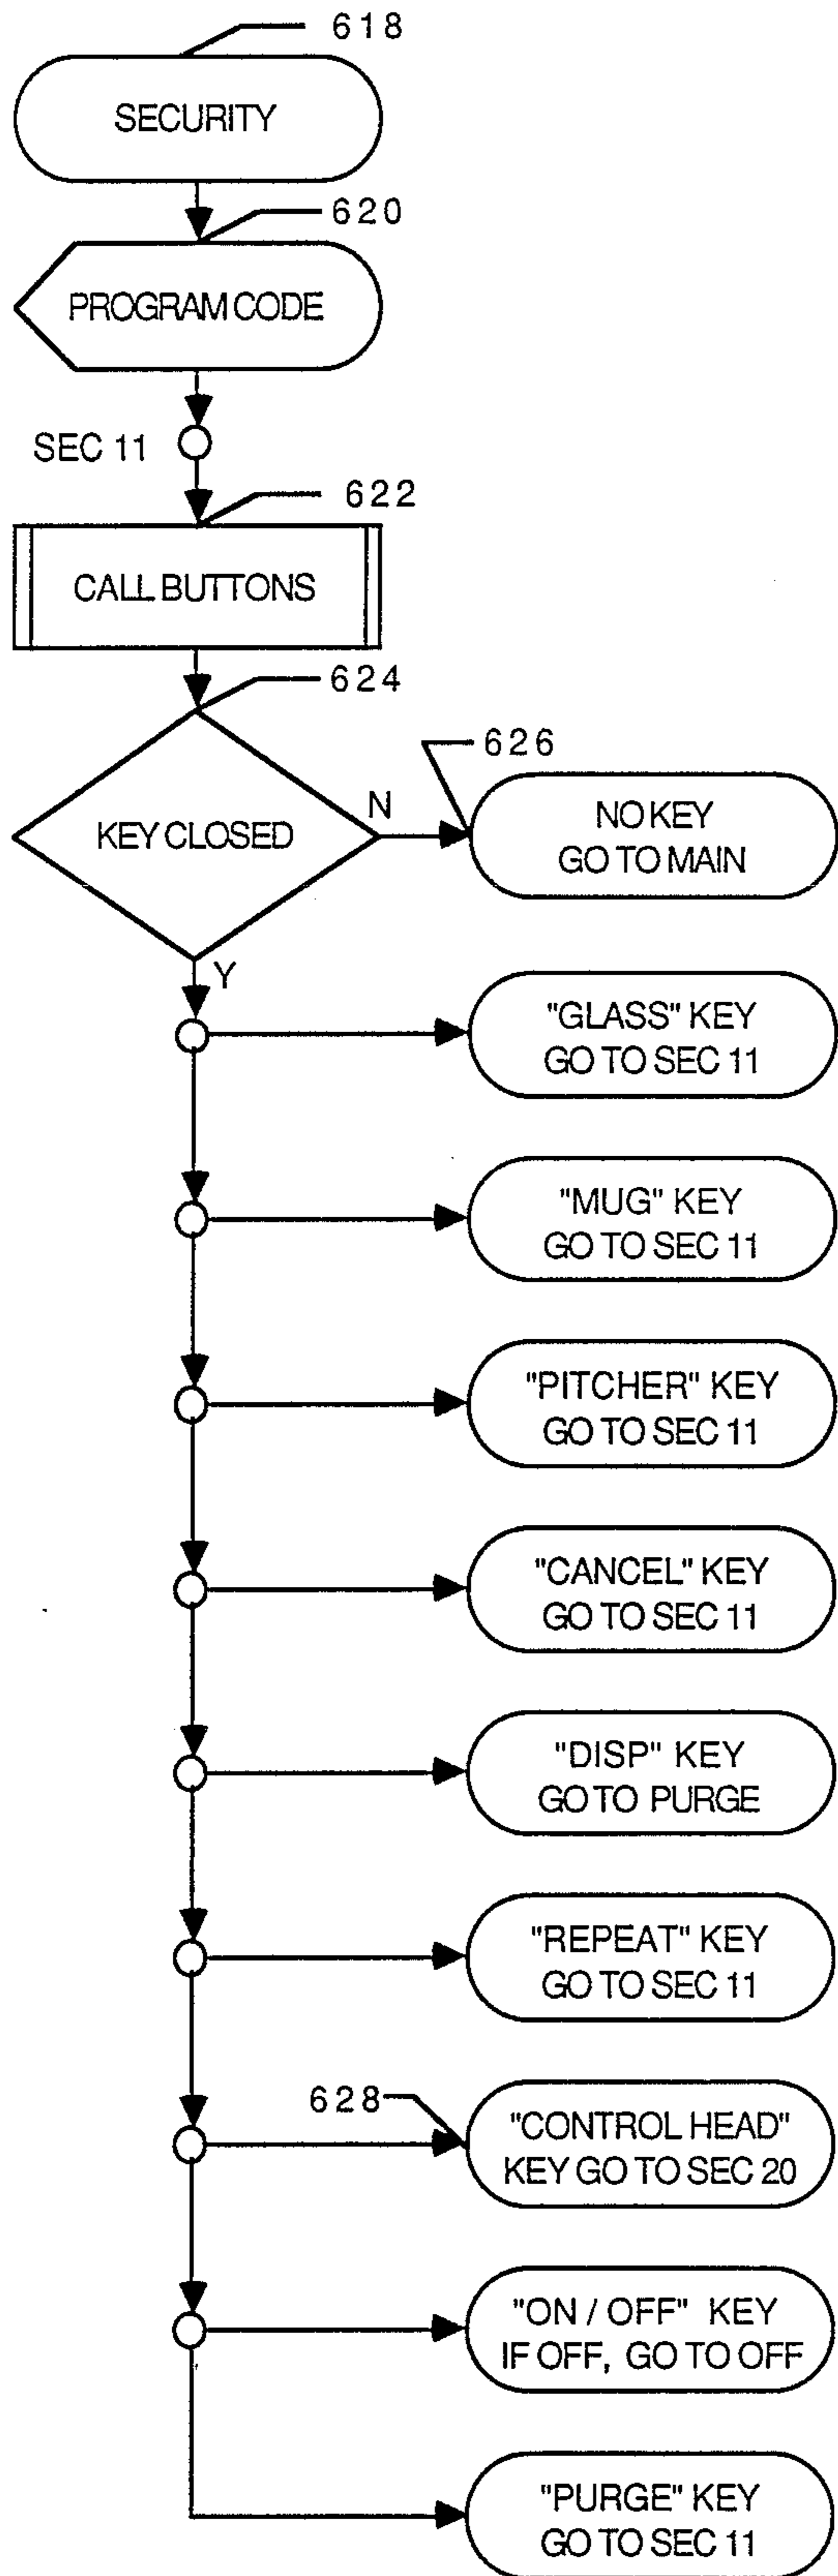 618
SECURITY
620
PROGRAM CODE
SEC 11
622
CALL BUTTONS
624
KEY CLOSED
N
626
NO KEY
GO TO MAIN
Y
"GLASS" KEY
GO TO SEC 11
"MUG" KEY
GO TO SEC 11
"PITCHER" KEY
GO TO SEC 11
"CANCEL" KEY
GO TO SEC 11
"DISP" KEY
GO TO PURGE
"REPEAT" KEY
GO TO SEC 11
628
"CONTROL HEAD"
KEY GO TO SEC 20
"ON / OFF" KEY
IF OFF, GO TO OFF
"PURGE" KEY
GO TO SEC 11